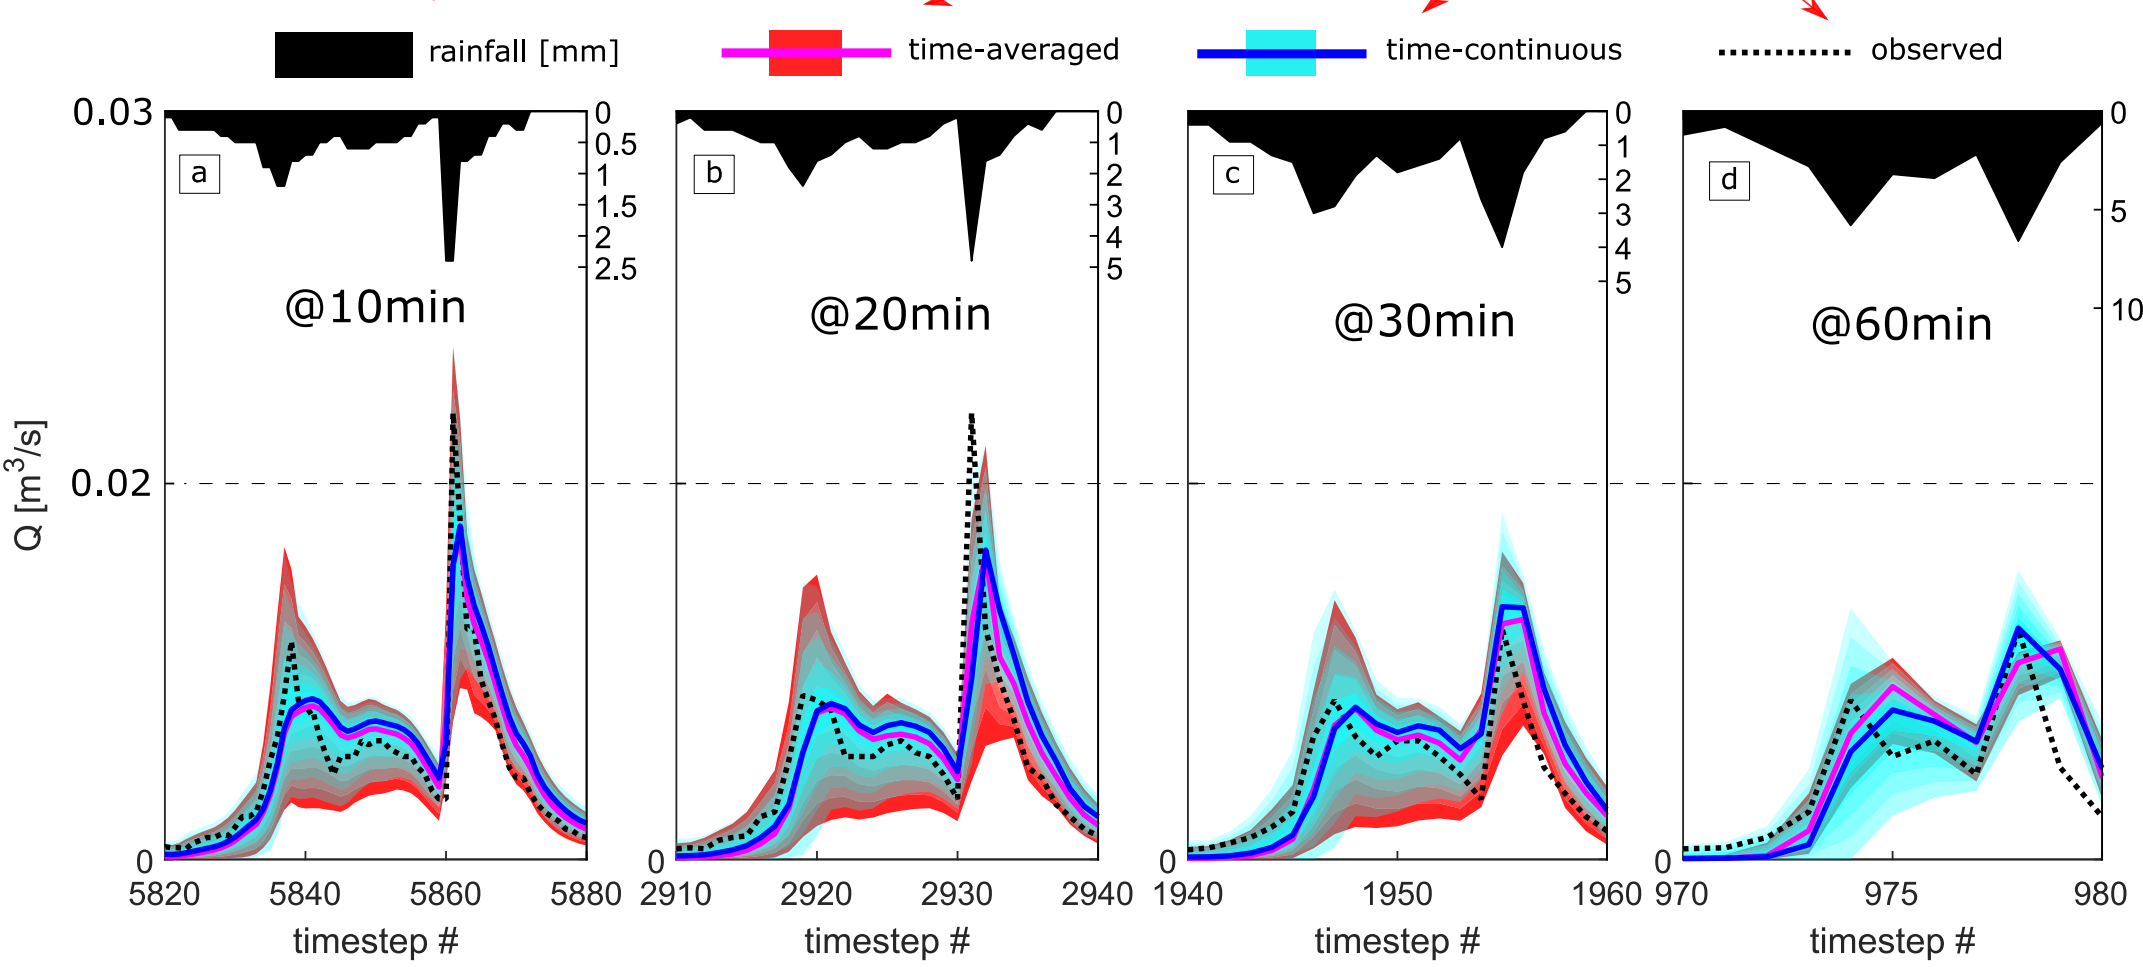 rainfall [mm] time-averaged time-continuous observed
0.03 0 0 0 0
0.5 1 1
a b c d
1 2 2
1.5 3 3 5
2 4 4
2.5 5 5
@10min @20min @30min @60min
10
0.02
Q [m³/s]
0 0 0 0
5820 5840 5860 5880 2910 2920 2930 2940 1940 1950 1960 970 975 980
timestep # timestep # timestep # timestep #